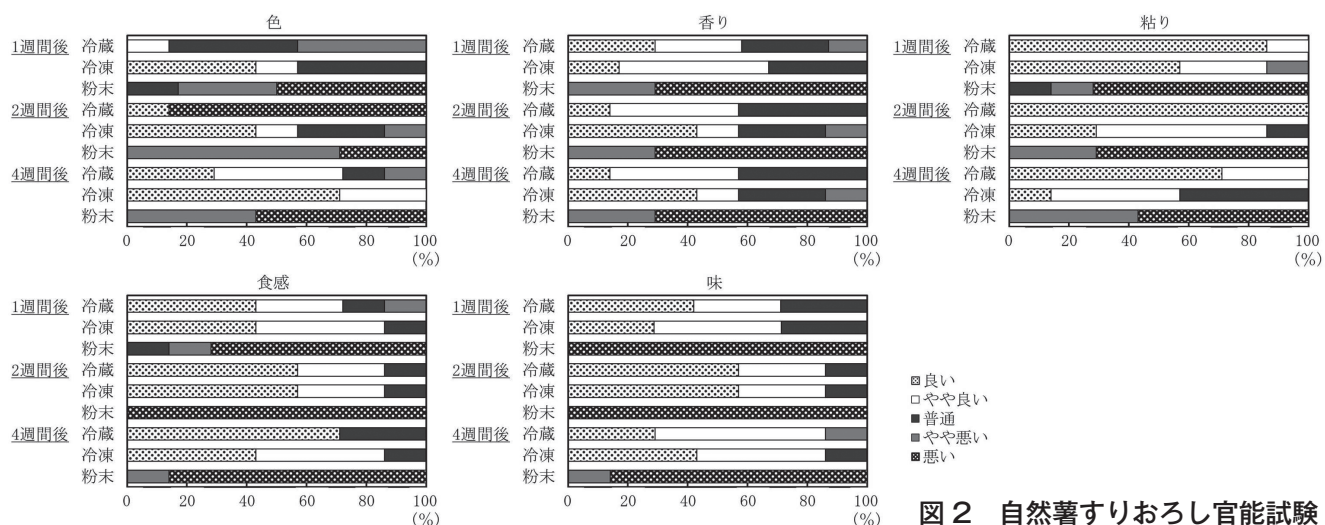 色
1週間後 冷蔵
冷凍
粉末
2週間後 冷蔵
冷凍
粉末
4週間後 冷蔵
冷凍
粉末
0 20 40 60 80 100
(%)
香り
1週間後 冷蔵
冷凍
粉末
2週間後 冷蔵
冷凍
粉末
4週間後 冷蔵
冷凍
粉末
0 20 40 60 80 100
(%)
粘り
1週間後 冷蔵
冷凍
粉末
2週間後 冷蔵
冷凍
粉末
4週間後 冷蔵
冷凍
粉末
0 20 40 60 80 100
(%)
食感
1週間後 冷蔵
冷凍
粉末
2週間後 冷蔵
冷凍
粉末
4週間後 冷蔵
冷凍
粉末
0 20 40 60 80 100
(%)
味
1週間後 冷蔵
冷凍
粉末
2週間後 冷蔵
冷凍
粉末
4週間後 冷蔵
冷凍
粉末
0 20 40 60 80 100
(%)
良い
やや良い
普通
やや悪い
悪い
図2 自然薯すりおろし官能試験